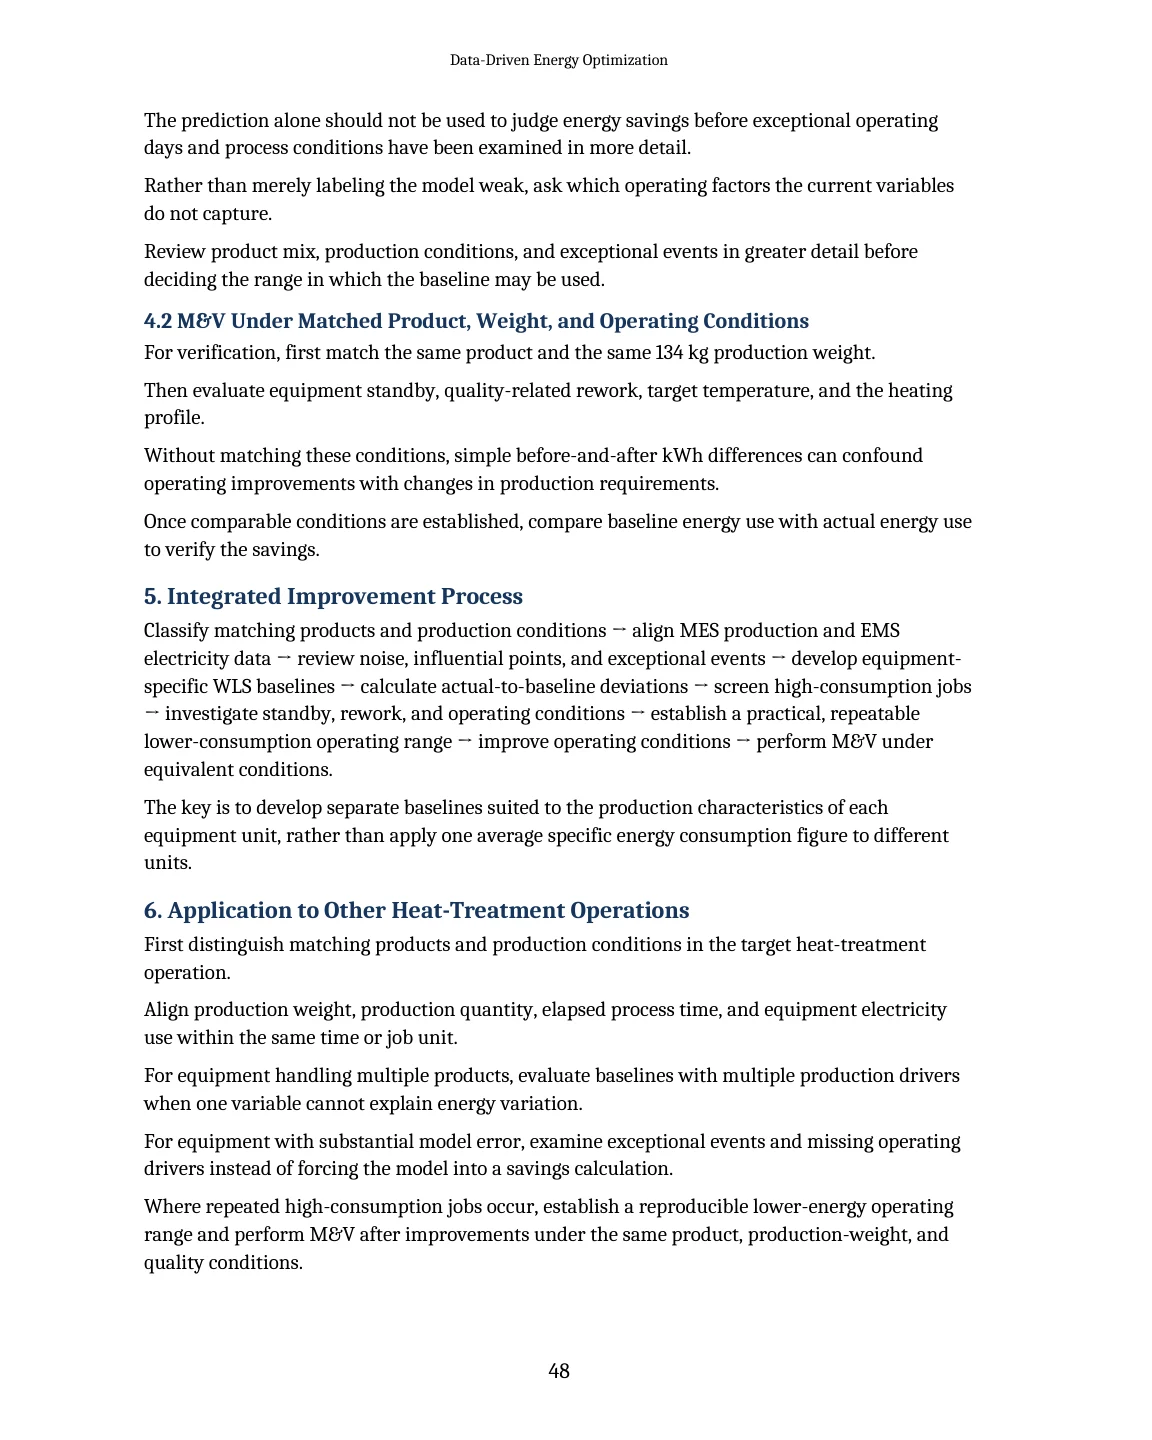 Data-Driven Energy Optimization
The prediction alone should not be used to judge energy savings before exceptional operating
days and process conditions have been examined in more detail.
Rather than merely labeling the model weak, ask which operating factors the current variables
do not capture.
Review product mix, production conditions, and exceptional events in greater detail before
deciding the range in which the baseline may be used.
4.2 M&V Under Matched Product, Weight, and Operating Conditions
For verification, first match the same product and the same 134 kg production weight.
Then evaluate equipment standby, quality-related rework, target temperature, and the heating
profile.
Without matching these conditions, simple before-and-after kWh differences can confound
operating improvements with changes in production requirements.
Once comparable conditions are established, compare baseline energy use with actual energy use
to verify the savings.
5. Integrated Improvement Process
Classify matching products and production conditions → align MES production and EMS
electricity data → review noise, influential points, and exceptional events → develop equipment-
specific WLS baselines → calculate actual-to-baseline deviations → screen high-consumption jobs
→ investigate standby, rework, and operating conditions → establish a practical, repeatable
lower-consumption operating range → improve operating conditions → perform M&V under
equivalent conditions.
The key is to develop separate baselines suited to the production characteristics of each
equipment unit, rather than apply one average specific energy consumption figure to different
units.
6. Application to Other Heat-Treatment Operations
First distinguish matching products and production conditions in the target heat-treatment
operation.
Align production weight, production quantity, elapsed process time, and equipment electricity
use within the same time or job unit.
For equipment handling multiple products, evaluate baselines with multiple production drivers
when one variable cannot explain energy variation.
For equipment with substantial model error, examine exceptional events and missing operating
drivers instead of forcing the model into a savings calculation.
Where repeated high-consumption jobs occur, establish a reproducible lower-energy operating
range and perform M&V after improvements under the same product, production-weight, and
quality conditions.
48